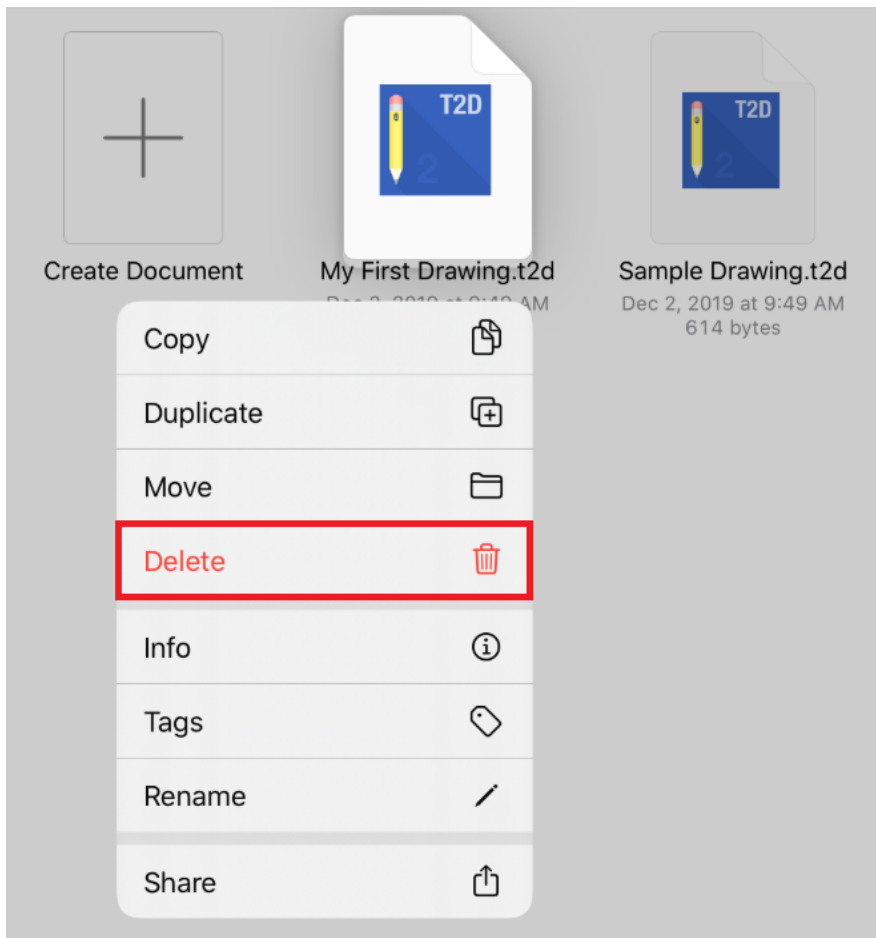 T2D
2
T2D
2
Create Document
My First Drawing.t2d
Sample Drawing.t2d
AM
Dec 2, 2019 at 9:49 AM
614 bytes
Copy
Duplicate
Move
Delete
Info
Tags
Rename
Share